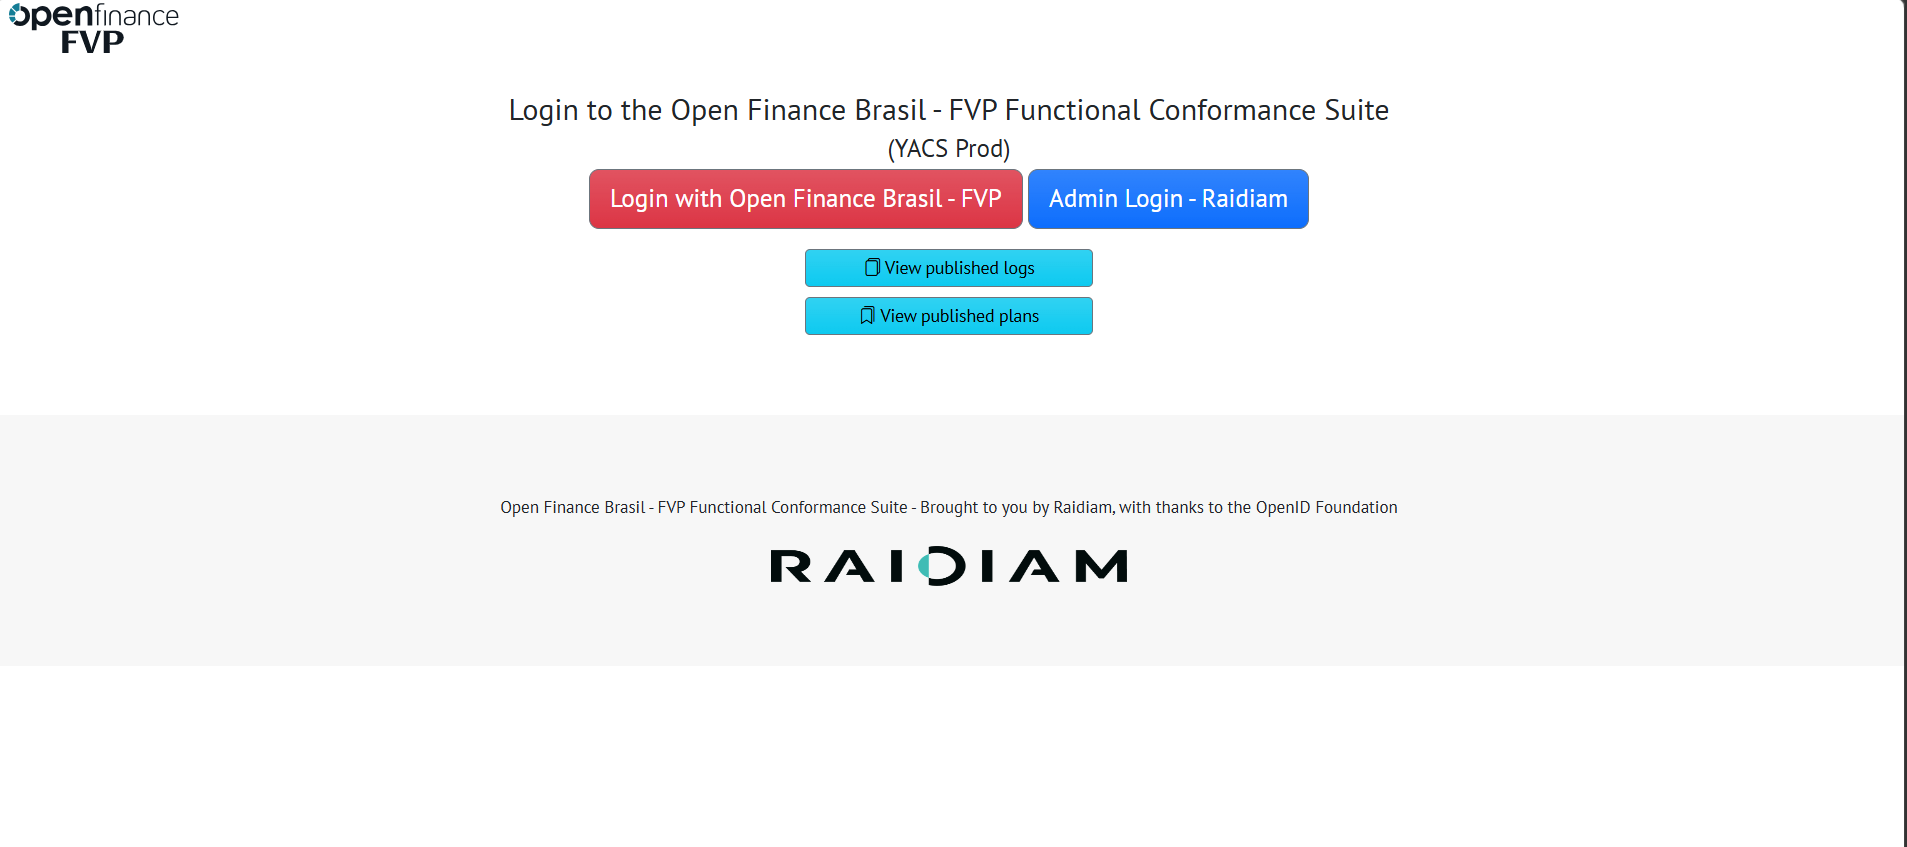 openfinance
FVP
Login to the Open Finance Brasil - FVP Functional Conformance Suite
(YACS Prod)
Login with Open Finance Brasil - FVP
Admin Login - Raidiam
View published logs
View published plans
Open Finance Brasil - FVP Functional Conformance Suite - Brought to you by Raidiam, with thanks to the OpenID Foundation
RAIDIAM